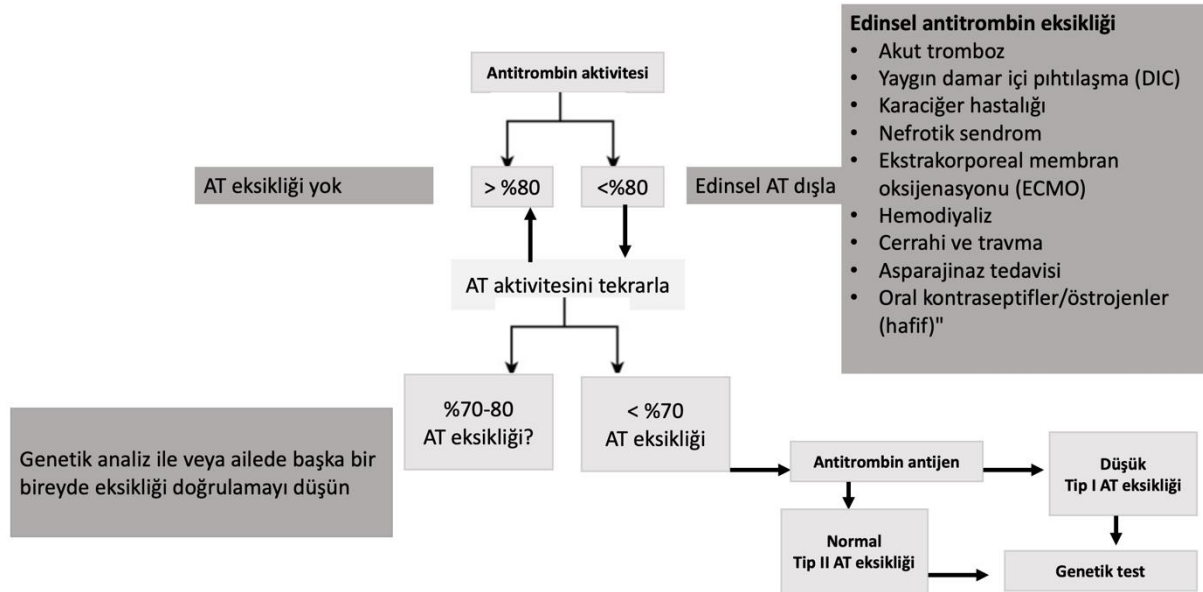 Antitrombin aktivitesi
AT eksikliği yok
> %80
<%80
Edinsel AT dışla
Edinsel antitrombin eksikliği
• Akut tromboz
• Yaygın damar içi pıhtılaşma (DIC)
• Karaciğer hastalığı
• Nefrotik sendrom
• Ekstrakorporeal membran
oksijenasyonu (ECMO)
• Hemodiyaliz
• Cerrahi ve travma
• Asparajinaz tedavisi
• Oral kontraseptifler/östrojenler
(hafif)"
AT aktivitesini tekrarla
%70-80
AT eksikliği?
< %70
AT eksikliği
Genetik analiz ile veya ailede başka bir
bireyde eksikliği doğrulamayı düşün
Antitrombin antijen
Düşük
Tip I AT eksikliği
Normal
Tip II AT eksikliği
Genetik test